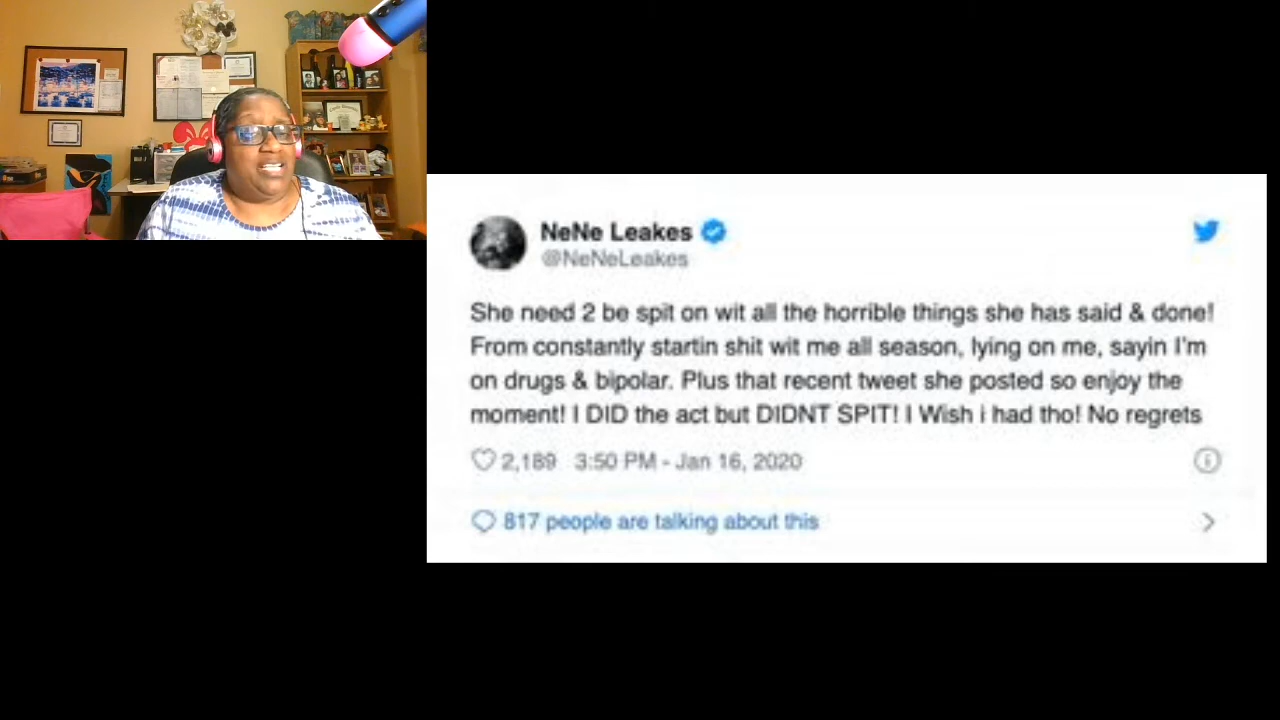 NeNe Leakes
@NeNeLeakes
She need 2 be spit on wit all the horrible things she has said & done!
From constantly startin shit wit me all season, lying on me, sayin I'm
on drugs & bipolar. Plus that recent tweet she posted so enjoy the
moment! I DID the act but DIDNT SPIT! I Wish i had tho! No regrets
2,189 3:50 PM - Jan 16, 2020
817 people are talking about this